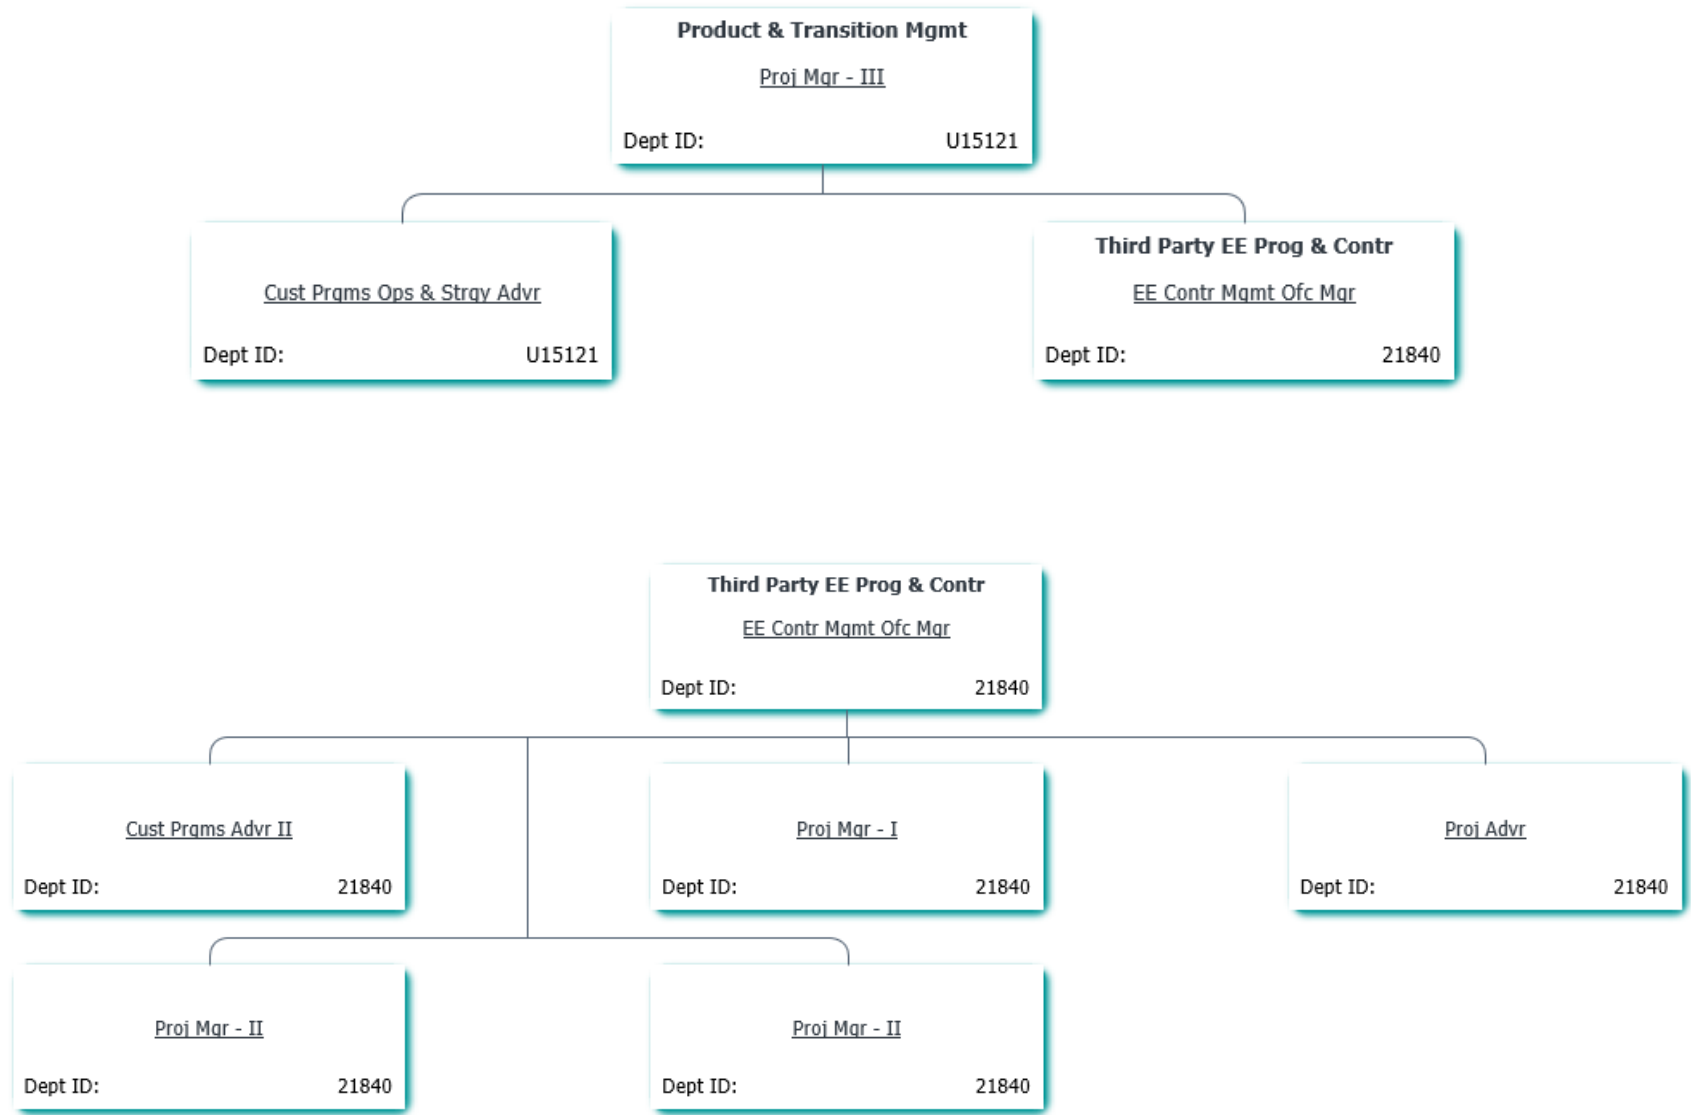 Product & Transition Mgmt
Proj Mgr - III
Dept ID: U15121
Cust Prgms Ops & Strgy Advr
Dept ID: U15121
Third Party EE Prog & Contr
EE Contr Mgmt Ofc Mgr
Dept ID: 21840
Third Party EE Prog & Contr
EE Contr Mgmt Ofc Mgr
Dept ID: 21840
Cust Prgms Advr II
Dept ID: 21840
Proj Mgr - I
Dept ID: 21840
Proj Advr
Dept ID: 21840
Proj Mgr - II
Dept ID: 21840
Proj Mgr - II
Dept ID: 21840